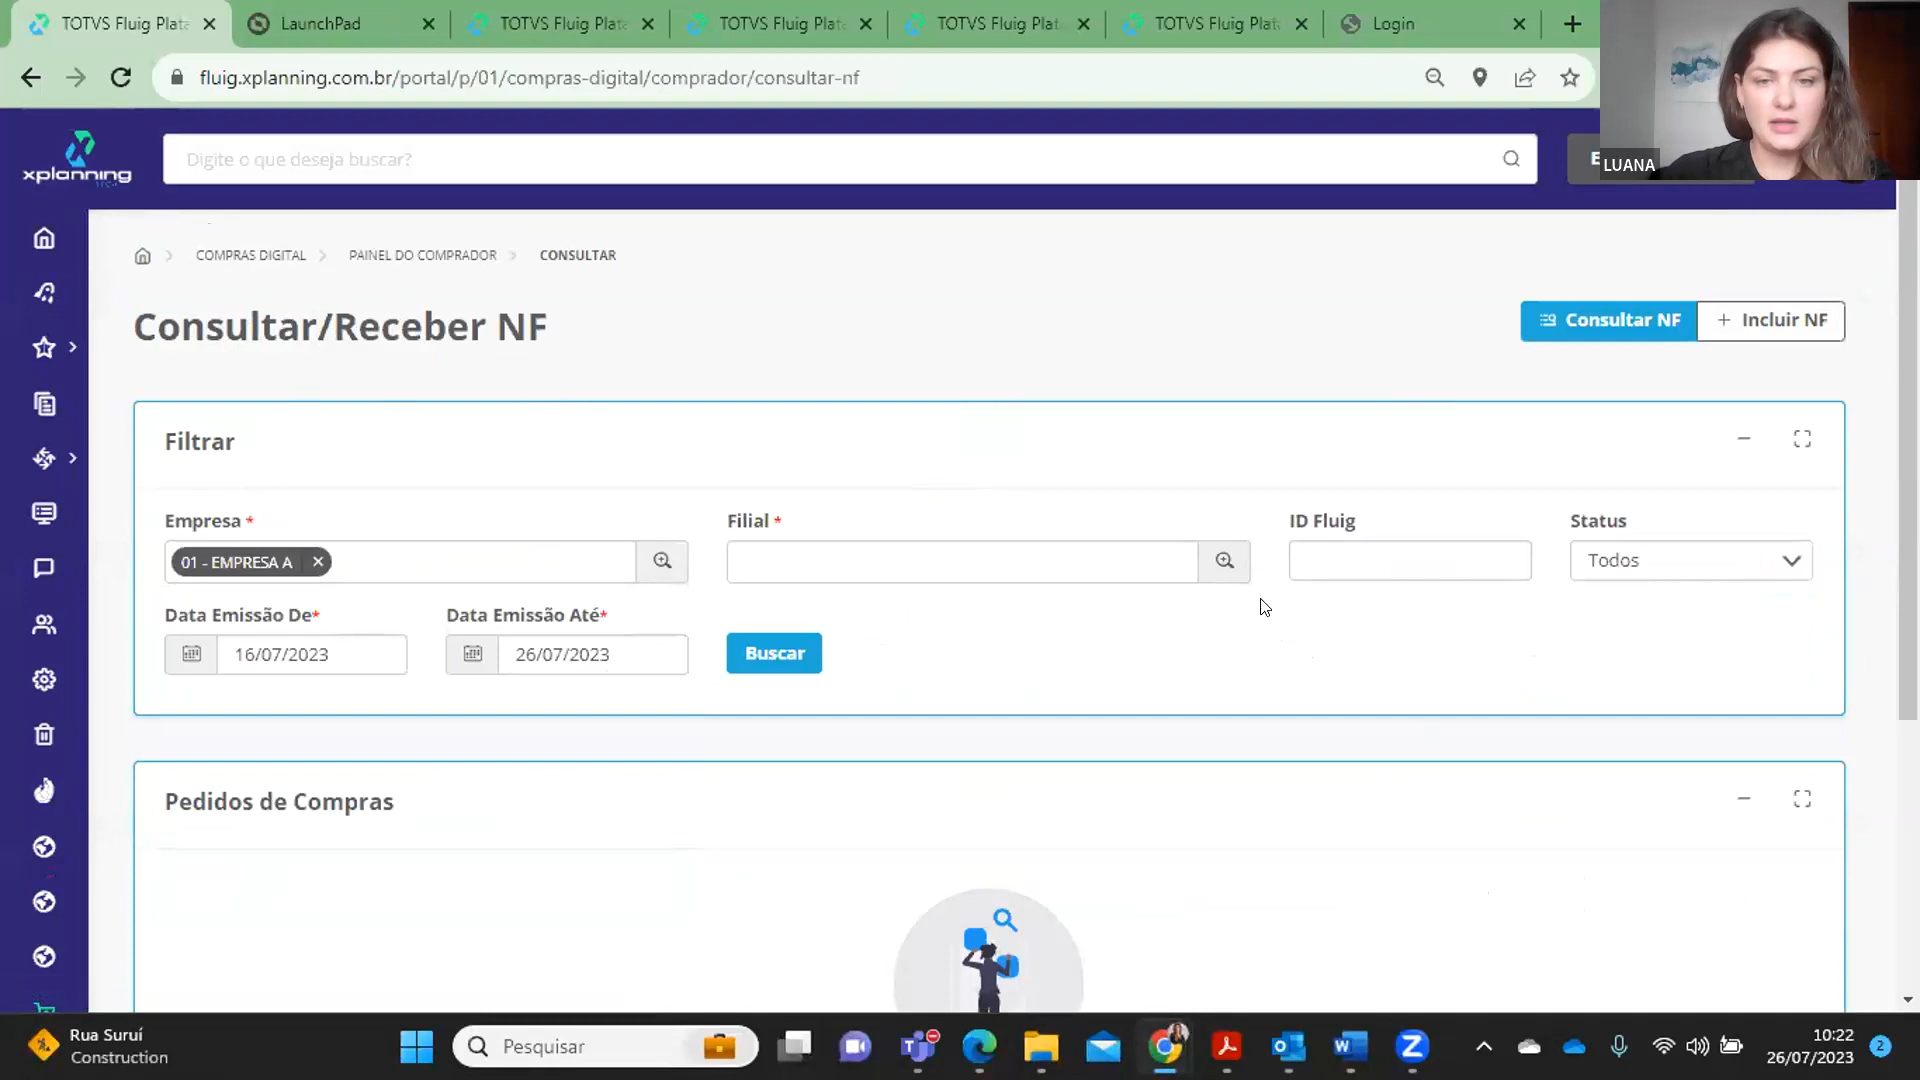 TOTVS Fluig Plata
LaunchPad
TOTVS Fluig Plata
TOTVS Fluig Plata
TOTVS Fluig Plat
TOTVS Fluig Plat
Login
fluig.xplanning.com.br/portal/p/01/compras-digital/comprador/consultar-nf
LUANA
xplanning
Digite o que deseja buscar?
E
COMPRAS DIGITAL
PAINEL DO COMPRADOR
CONSULTAR
Consultar/Receber NF
Consultar NF
+ Incluir NF
Filtrar
Empresa *
Filial *
ID Fluig
Status
01 - EMPRESA A ×
Todos
Data Emissão De*
Data Emissão Até*
16/07/2023
26/07/2023
Buscar
Pedidos de Compras
Rua Suruí
Construction
Pesquisar
10:22
26/07/2023
2